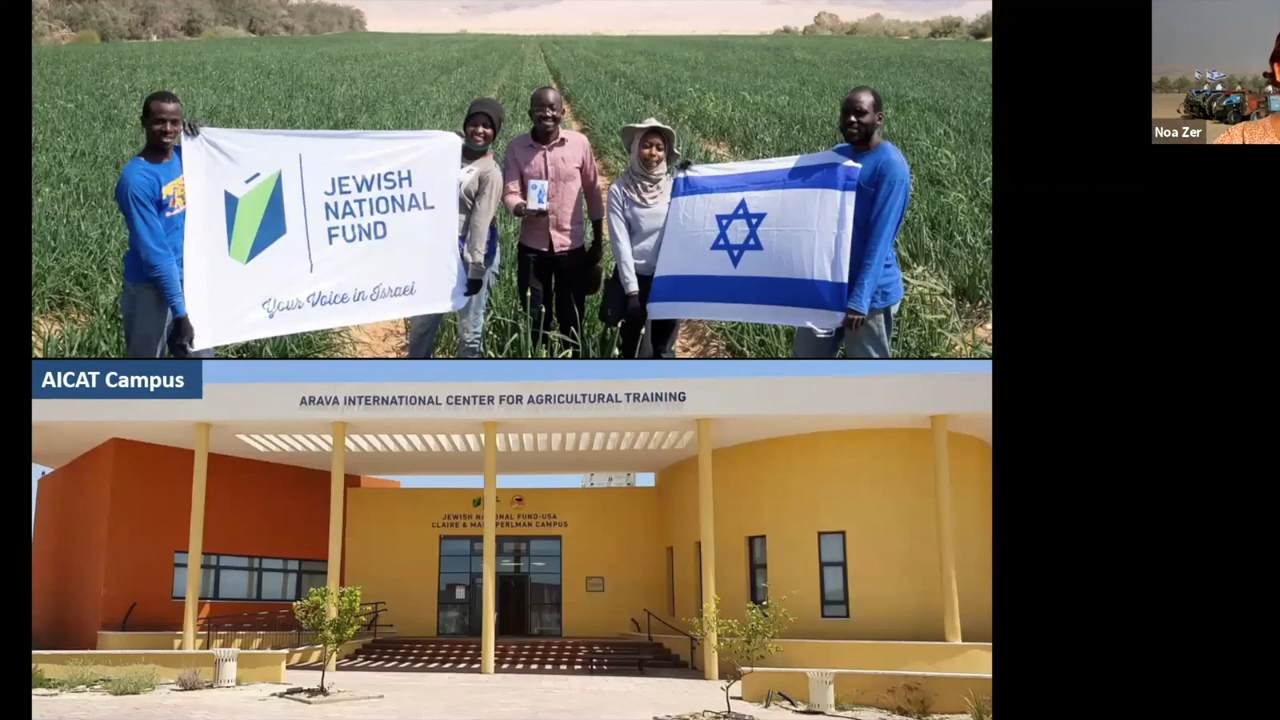 JEWISH
NATIONAL
FUND
Your Voice in Israel
Noa Zer
AICAT Campus
ARAVA INTERNATIONAL CENTER FOR AGRICULTURAL TRAINING
JEWISH NATIONAL FUND-USA
CLAIRE & PERLMAN CAMPUS